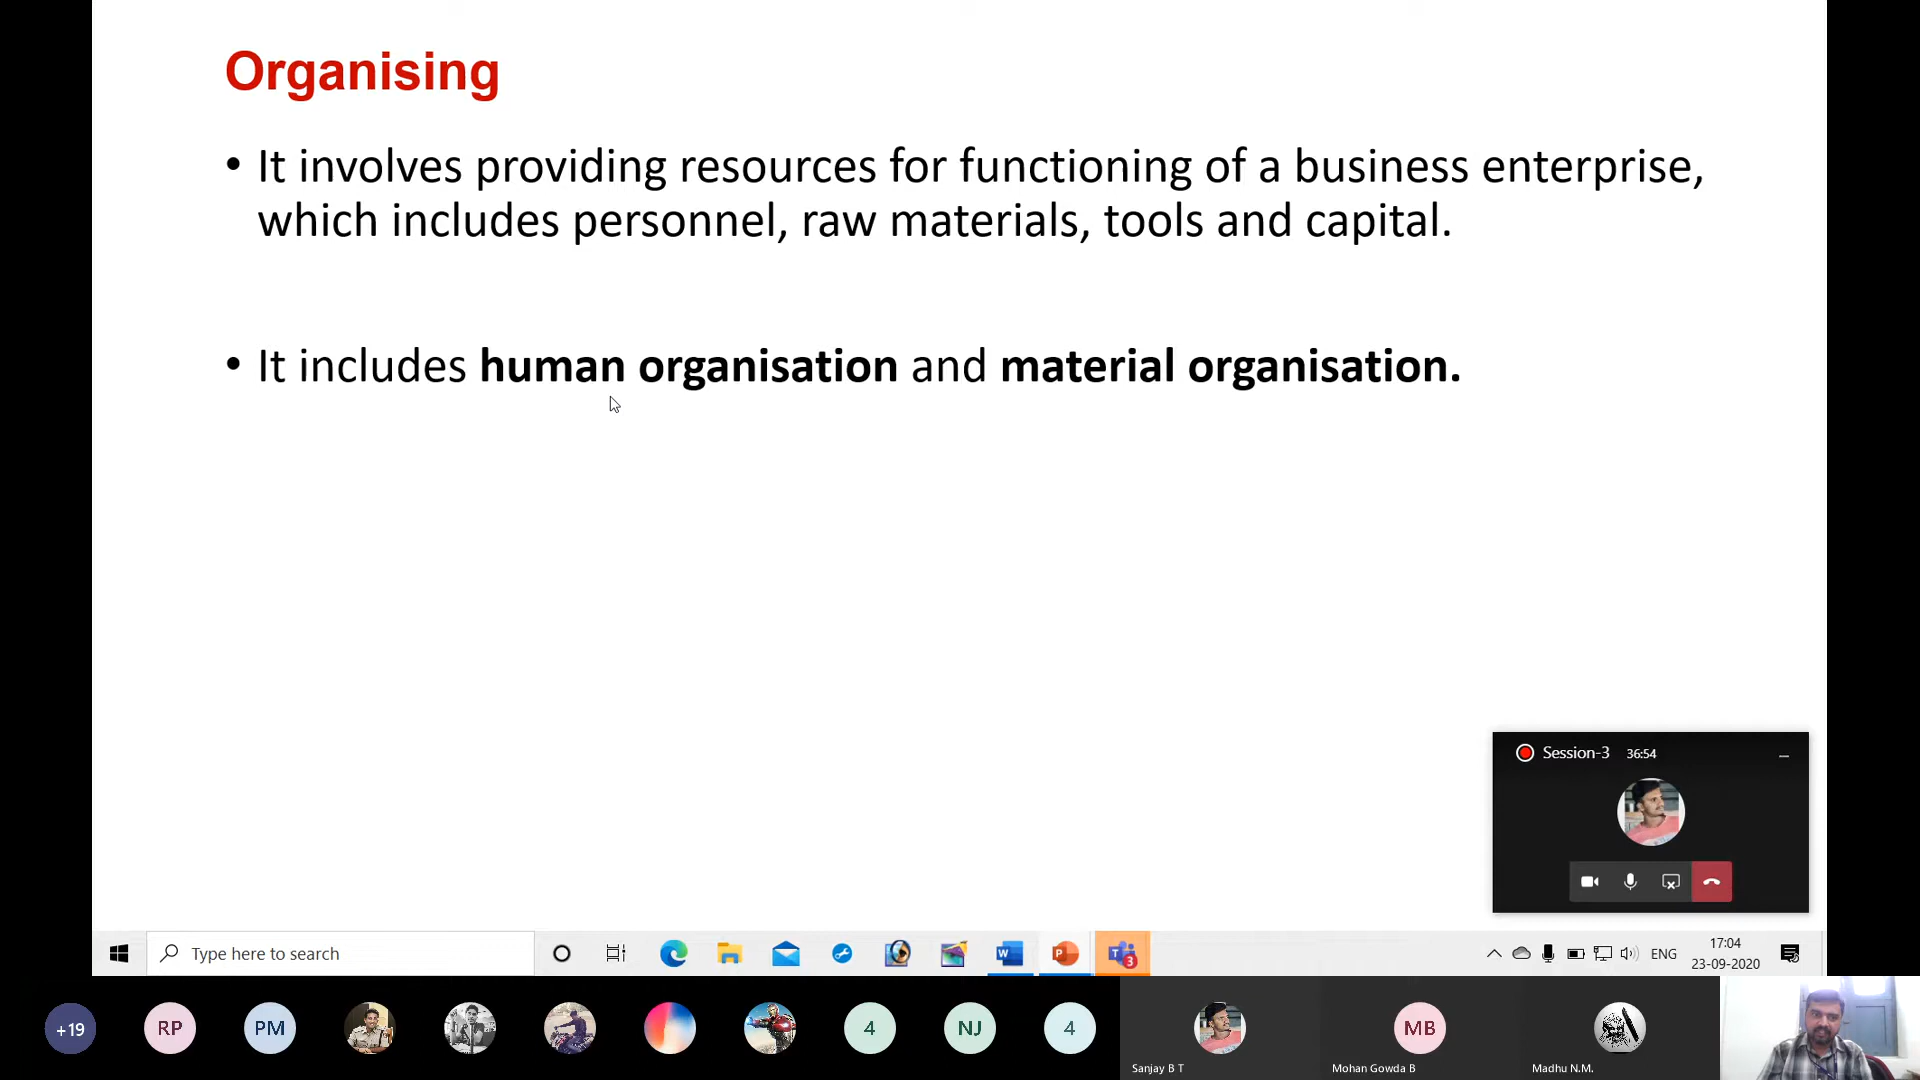 Organising
• It involves providing resources for functioning of a business enterprise,
which includes personnel, raw materials, tools and capital.
• It includes human organisation and material organisation.
Session-3 36:54
Type here to search
W
P
T
3
ENG
17:04
23-09-2020
+19
RP
PM
4
NJ
4
MB
Sanjay B T
Mohan Gowda B
Madhu N.M.